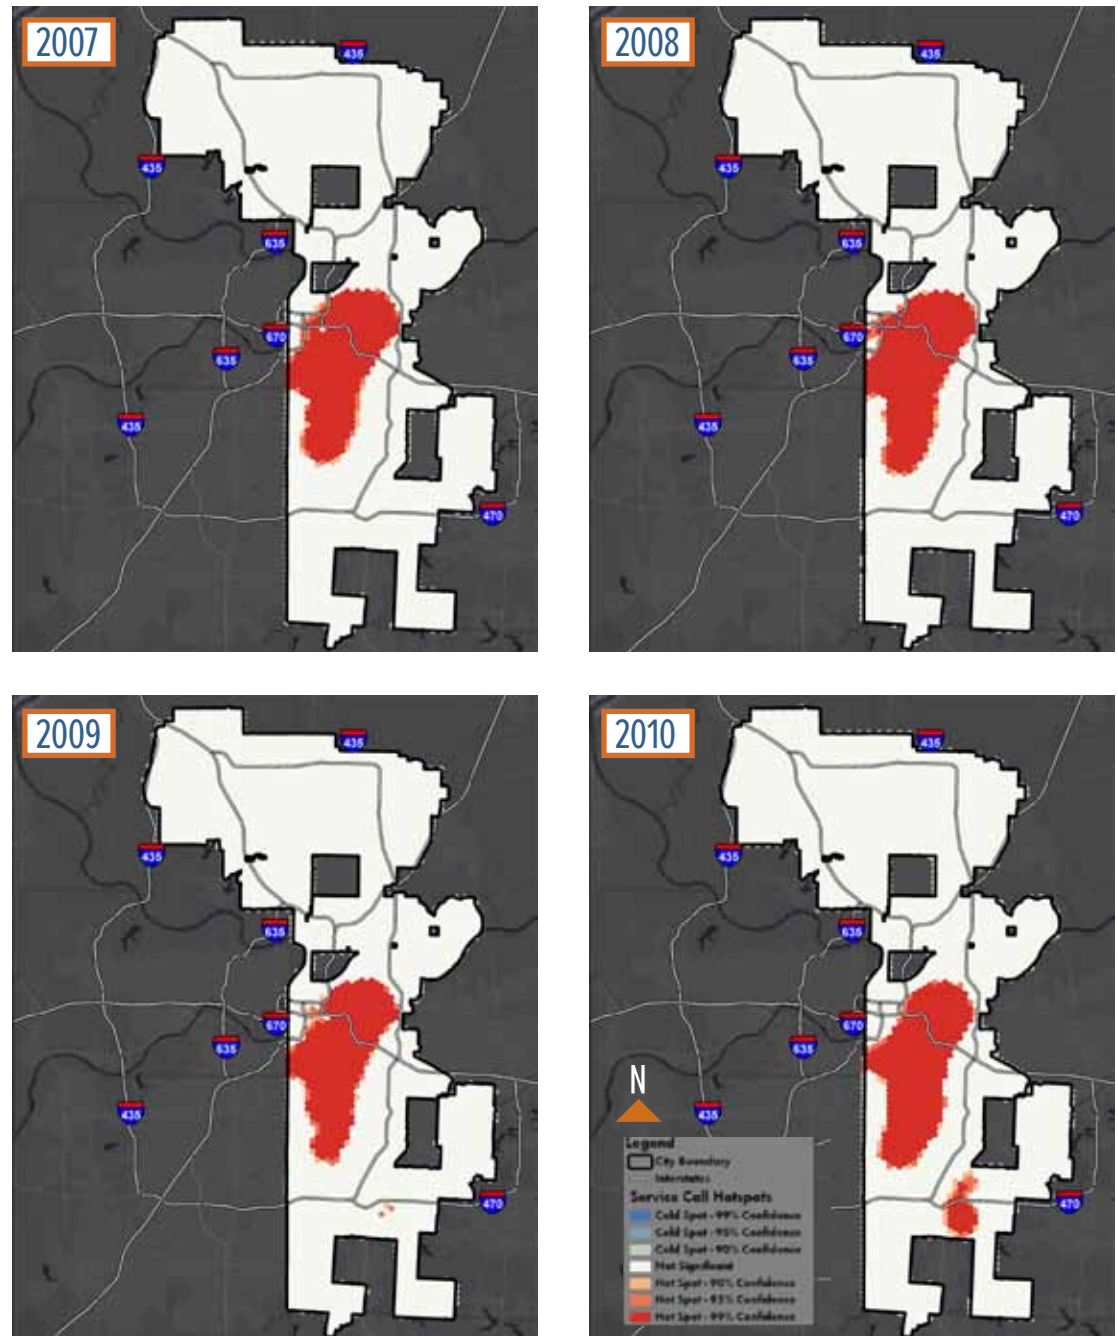 2007
435
435
635
670
635
435
470
2008
435
435
635
670
635
435
470
2009
435
435
635
670
635
435
470
2010
435
435
635
670
635
435
470
N
Legend
City Boundary
Interstates
Service Call Hotspots
Cold Spot - 99% Confidence
Cold Spot - 95% Confidence
Cold Spot - 90% Confidence
Not Significant
Hot Spot - 90% Confidence
Hot Spot - 95% Confidence
Hot Spot - 99% Confidence